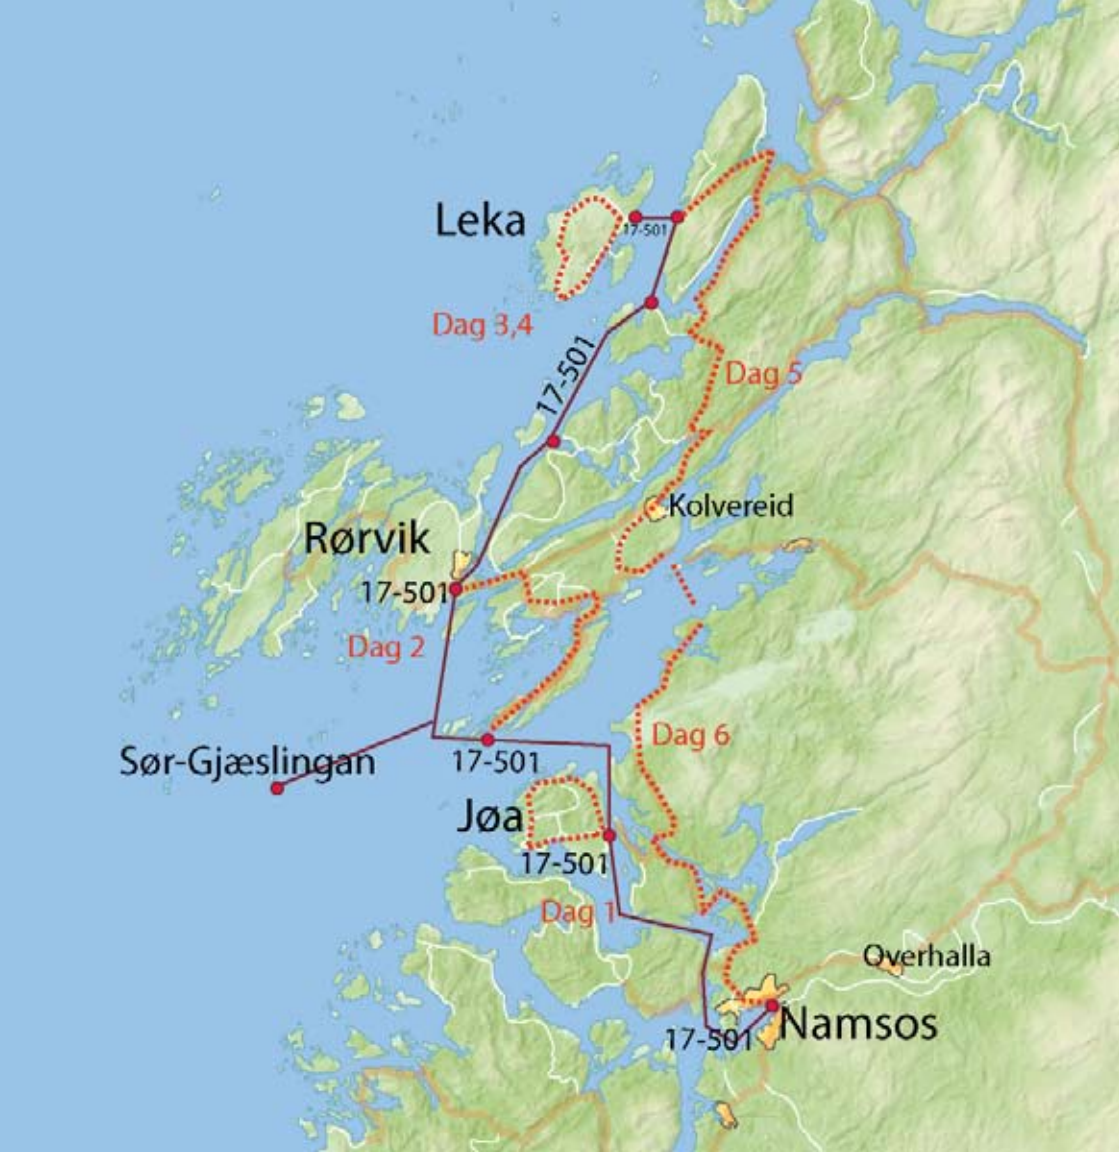 Leka
17-501
Dag 3,4
17-501
Dag 5
Kolvereid
Rørvik
17-501
Dag 2
Dag 6
Sør-Gjæslingan
17-501
Jøa
17-501
Dag 1
Overhalla
Namsos
17-501